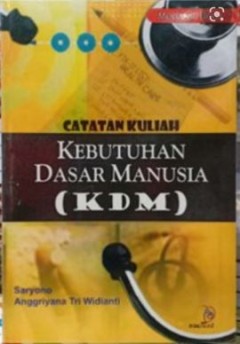 CATATAN KULIAH
KEBUTUHAN
DASAR MANUSIA
(KDM)
Saryono
Anggriyana Tri Widianti